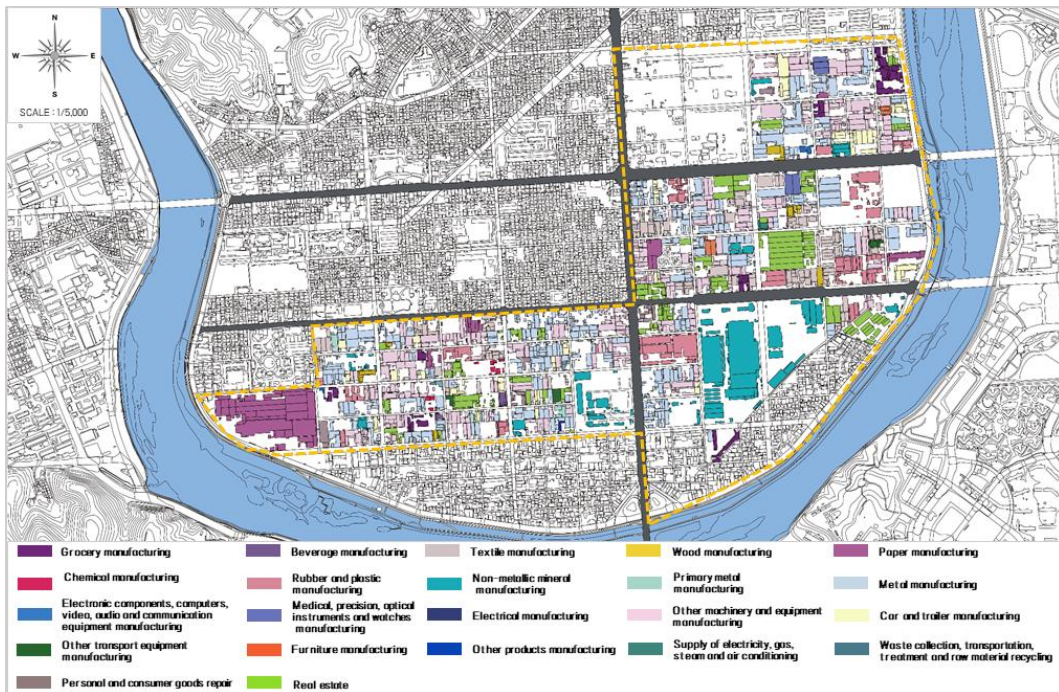 N
W E
S
SCALE : 1/5,000
Grocery manufacturing
Beverage manufacturing
Textile manufacturing
Wood manufacturing
Paper manufacturing
Chemical manufacturing
Rubber and plastic
manufacturing
Non-metallic mineral
manufacturing
Primary metal
manufacturing
Metal manufacturing
Electronic components, computers,
video, audio and communication
equipment manufacturing
Medical, precision, optical
instruments and watches
manufacturing
Electrical manufacturing
Other machinery and equipment
manufacturing
Car and trailer manufacturing
Other transport equipment
manufacturing
Furniture manufacturing
Other products manufacturing
Supply of electricity, gas,
steam and air conditioning
Waste collection, transportation,
treatment and raw material recycling
Personal and consumer goods repair
Real estate